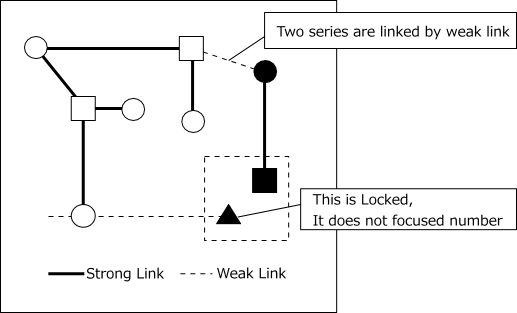 Two series are linked by weak link
This is Locked,
It does not focused number
Strong Link
Weak Link